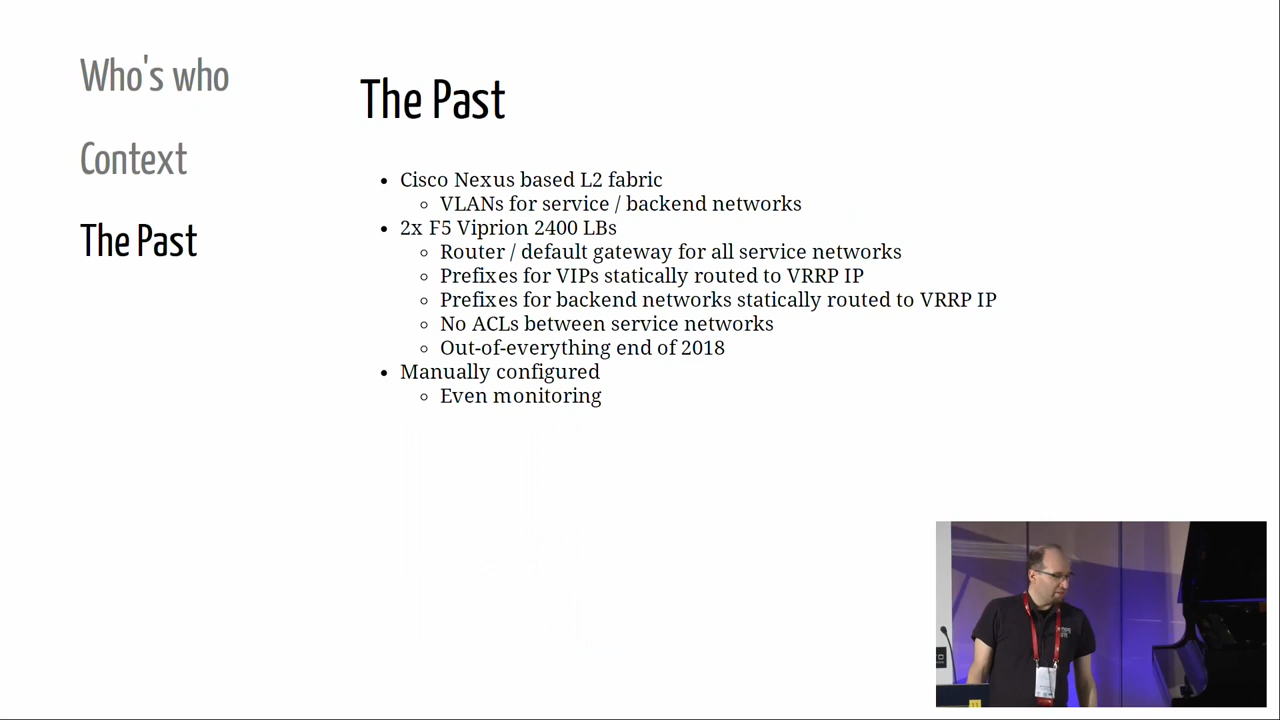 Who's who
Context
The Past
The Past
• Cisco Nexus based L2 fabric
◦ VLANs for service / backend networks
• 2x F5 Viprion 2400 LBs
◦ Router / default gateway for all service networks
◦ Prefixes for VIPs statically routed to VRRP IP
◦ Prefixes for backend networks statically routed to VRRP IP
◦ No ACLs between service networks
◦ Out-of-everything end of 2018
• Manually configured
◦ Even monitoring